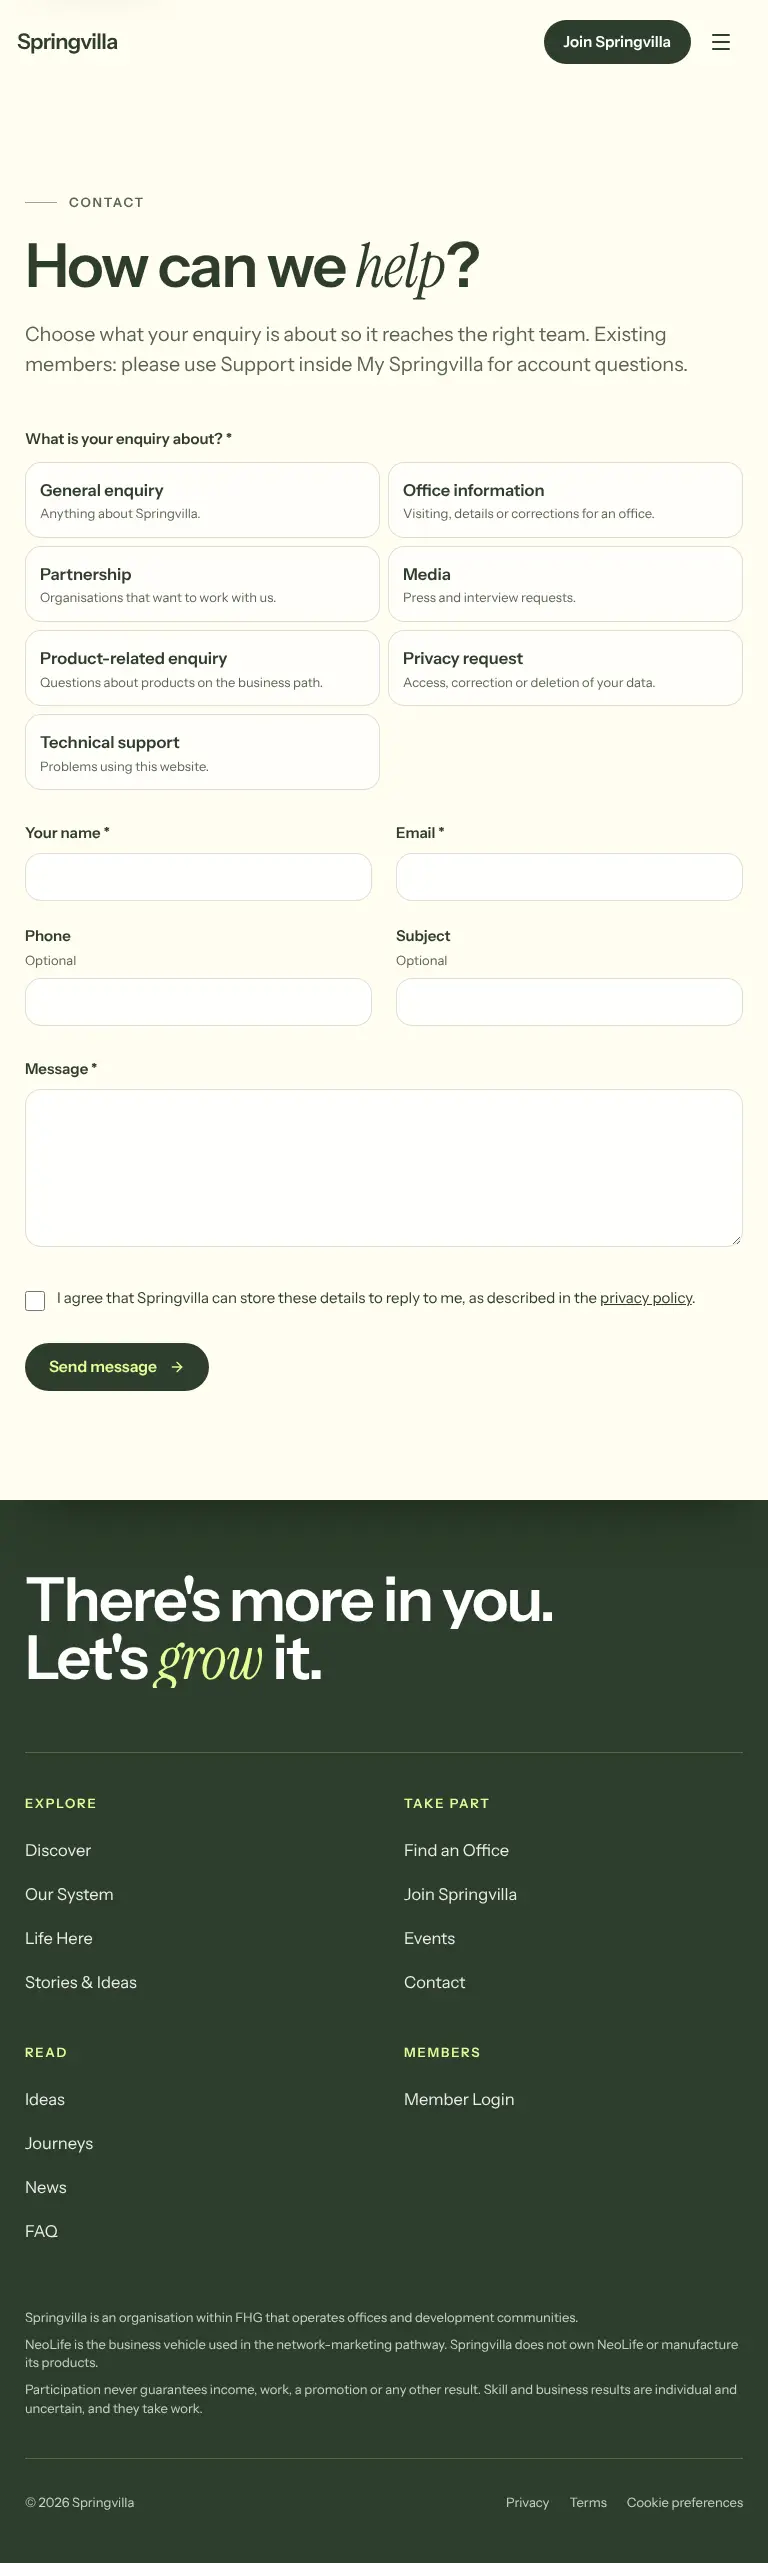 Springvilla
Join Springvilla
CONTACT
How can we help?
Choose what your enquiry is about so it reaches the right team. Existing
members: please use Support inside My Springvilla for account questions.
What is your enquiry about? *
General enquiry
Anything about Springvilla.
Office information
Visiting, details or corrections for an office.
Partnership
Organisations that want to work with us.
Media
Press and interview requests.
Product-related enquiry
Questions about products on the business path.
Privacy request
Access, correction or deletion of your data.
Technical support
Problems using this website.
Your name *
Email *
Phone
Optional
Subject
Optional
Message *
I agree that Springvilla can store these details to reply to me, as described in the privacy policy.
Send message →
There's more in you.
Let's grow it.
EXPLORE
Discover
Our System
Life Here
Stories & Ideas
TAKE PART
Find an Office
Join Springvilla
Events
Contact
READ
Ideas
Journeys
News
FAQ
MEMBERS
Member Login
Springvilla is an organisation within FHG that operates offices and development communities.
NeoLife is the business vehicle used in the network-marketing pathway. Springvilla does not own NeoLife or manufacture
its products.
Participation never guarantees income, work, a promotion or any other result. Skill and business results are individual and
uncertain, and they take work.
© 2026 Springvilla
Privacy
Terms
Cookie preferences